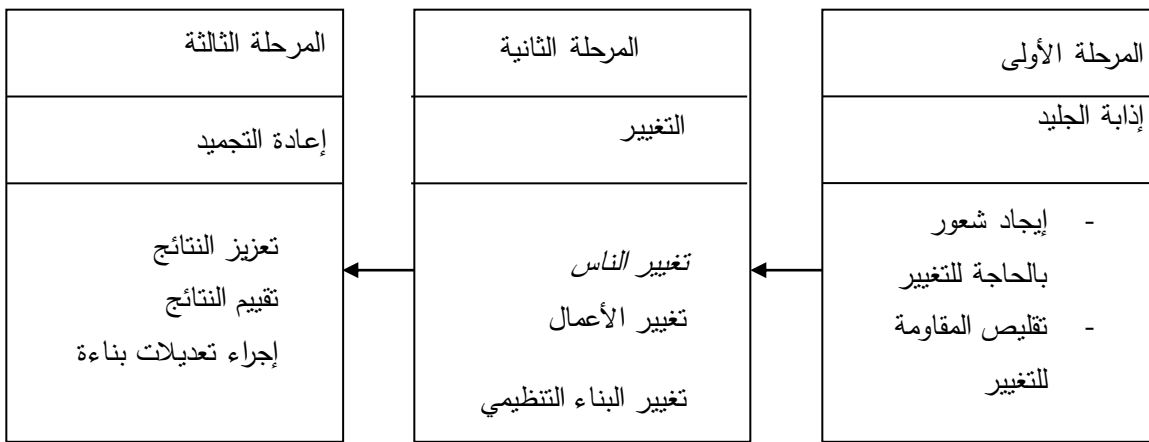 المرحلة الأولى
إذابة الجليد
- إيجاد شعور
بالحاجة للتغيير
- تقليص المقاومة
للتغيير
المرحلة الثانية
التغيير
تغيير الناس
تغيير الأعمال
تغيير البناء التنظيمي
المرحلة الثالثة
إعادة التجميد
تعزيز النتائج
تقييم النتائج
إجراء تعديلات بناءة